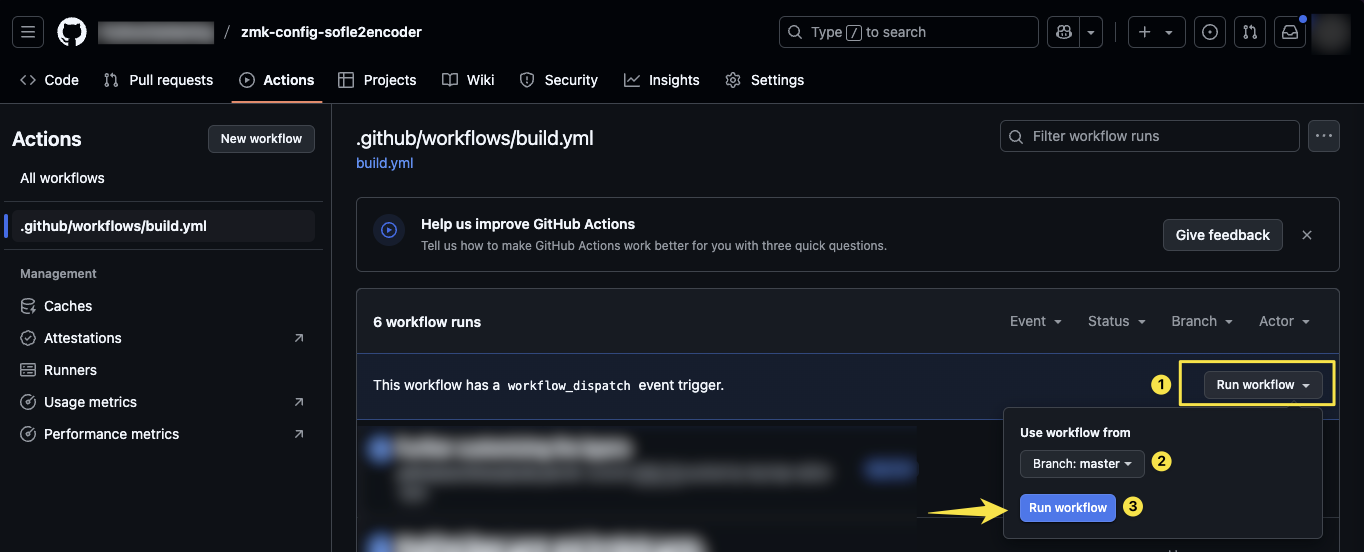 / zmk-config-sofle2encoder
Type / to search
Code Pull requests Actions Projects Wiki Security Insights Settings
Actions
New workflow
All workflows
.github/workflows/build.yml
Management
Caches
Attestations
Runners
Usage metrics
Performance metrics
.github/workflows/build.yml
build.yml
Filter workflow runs
Help us improve GitHub Actions
Tell us how to make GitHub Actions work better for you with three quick questions.
Give feedback
6 workflow runs
Event Status Branch Actor
This workflow has a workflow_dispatch event trigger.
1 Run workflow
Use workflow from
Branch: master 2
Run workflow 3